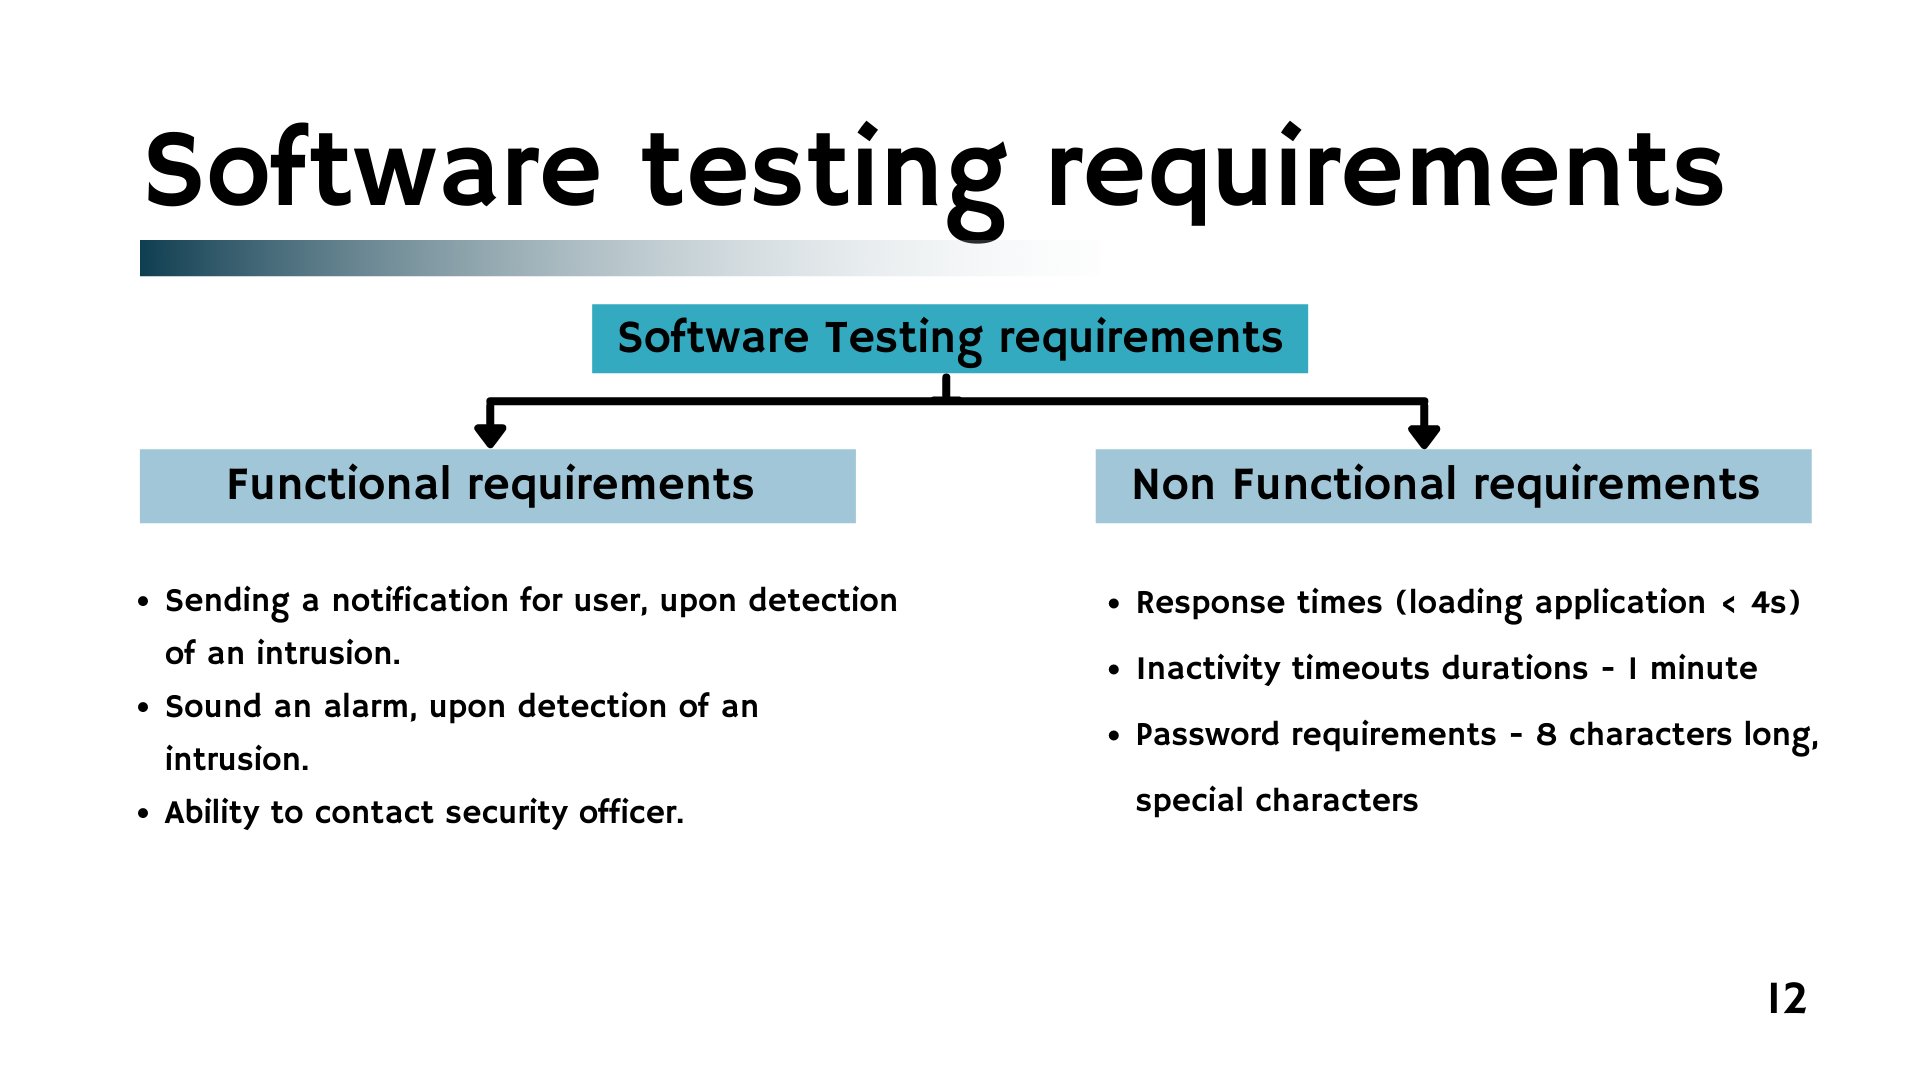 Software testing requirements
Software Testing requirements
Functional requirements
Non Functional requirements
• Sending a notification for user, upon detection
of an intrusion.
• Sound an alarm, upon detection of an
intrusion.
• Ability to contact security officer.
• Response times (loading application < 4s)
• Inactivity timeouts durations - 1 minute
• Password requirements - 8 characters long,
special characters
12